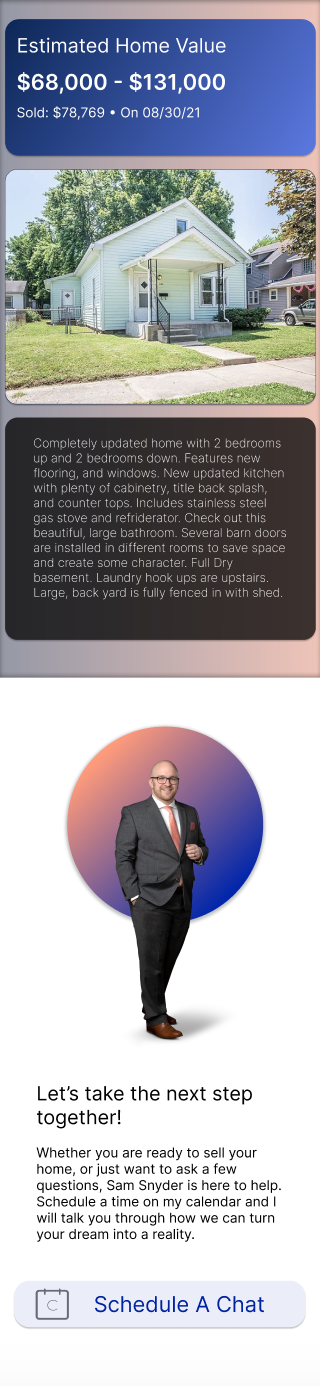 Estimated Home Value
$68,000 - $131,000
Sold: $78,769 • On 08/30/21
Completely updated home with 2 bedrooms
up and 2 bedrooms down. Features new
flooring, and windows. New updated kitchen
with plenty of cabinetry, title back splash,
and counter tops. Includes stainless steel
gas stove and refriderator. Check out this
beautiful, large bathroom. Several barn doors
are installed in different rooms to save space
and create some character. Full Dry
basement. Laundry hook ups are upstairs.
Large, back yard is fully fenced in with shed.
Let’s take the next step
together!
Whether you are ready to sell your
home, or just want to ask a few
questions, Sam Snyder is here to help.
Schedule a time on my calendar and I
will talk you through how we can turn
your dream into a reality.
C
Schedule A Chat